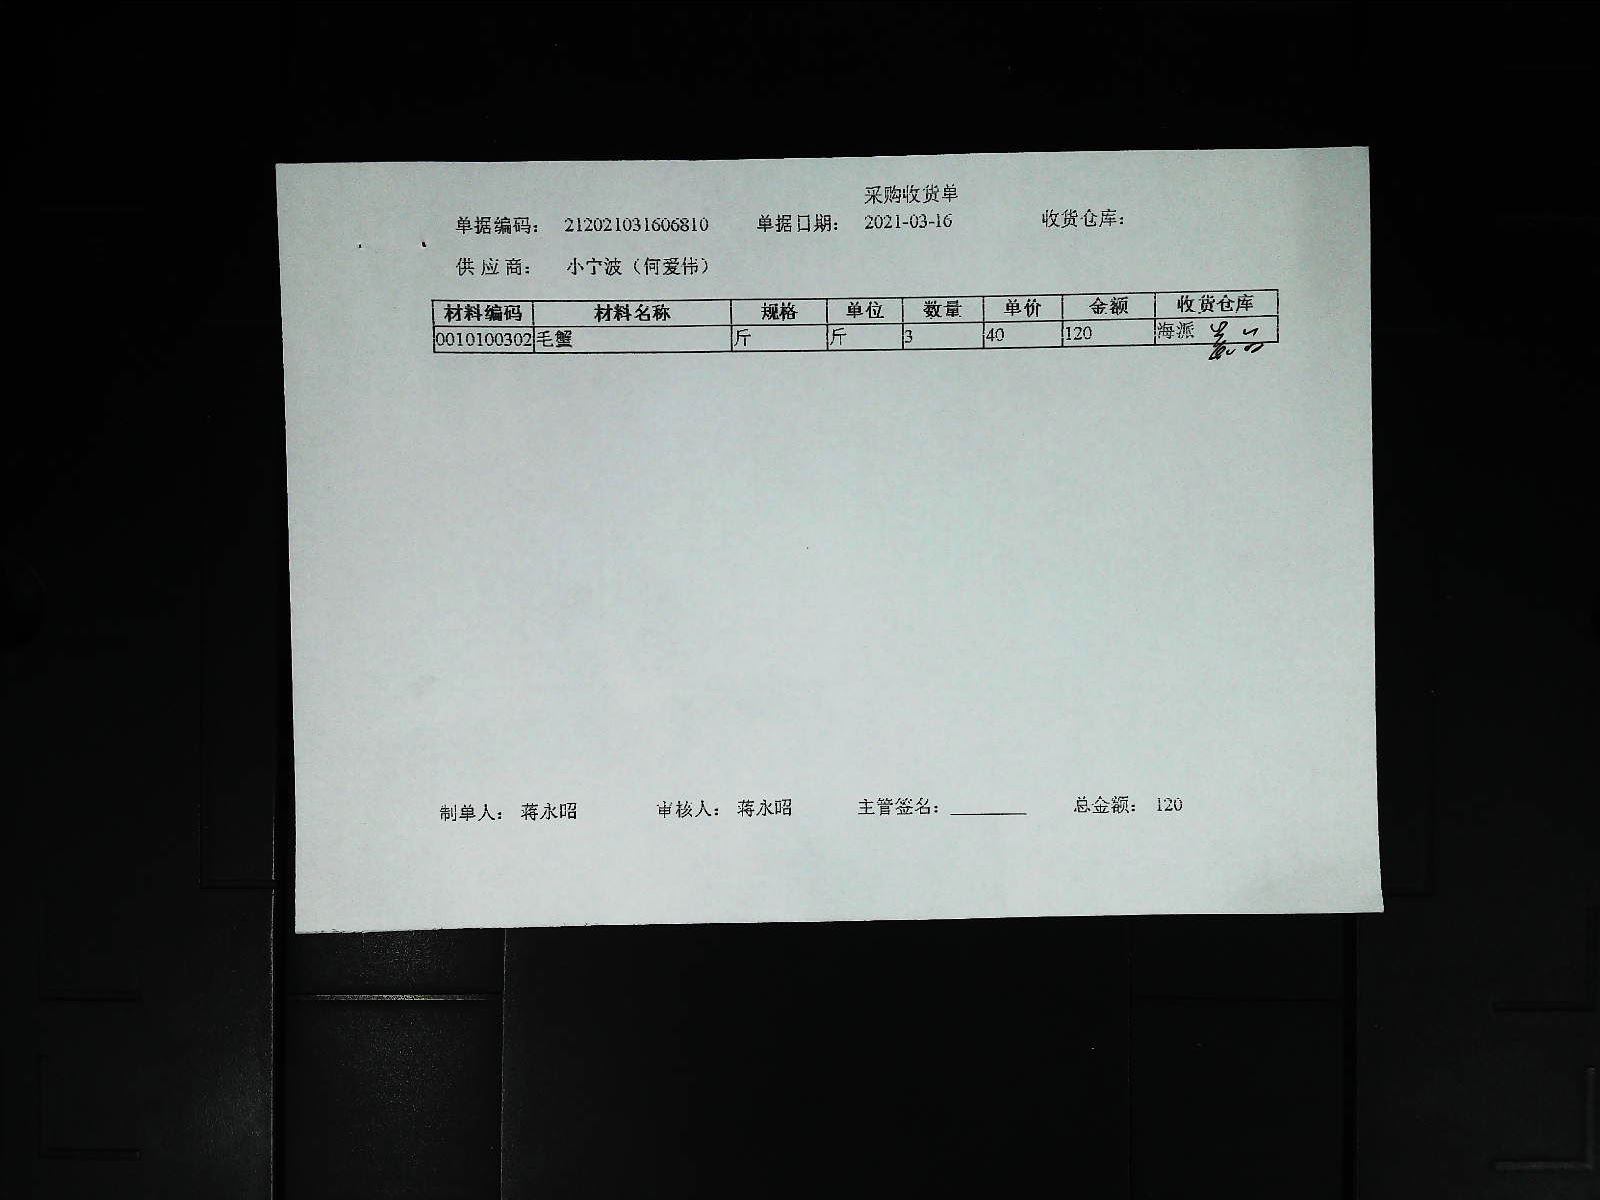 采购收货单
单据编码： 212021031606810 单据日期： 2021-03-16 收货仓库：
供 应 商： 小宁波（何爱伟）
材料编码 材料名称 规格 单位 数量 单价 金额 收货仓库
0010100302 毛蟹 斤 斤 3 40 120 海派
制单人： 蒋永昭 审核人： 蒋永昭 主管签名： 总金额： 120